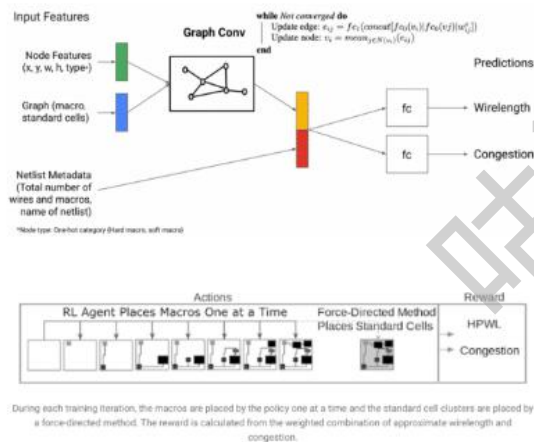 Input Features
Graph Conv
while Not converged do
Update edge: e_ij = fc_1(concat[fc_0(v_i)|fc_0(vj)|w^e_ij])
Update node: v_i = mean_j∈N(v_i)(e_ij)
end
Node Features
(x, y, w, h, type*)
Graph (macro,
standard cells)
Netlist Metadata
(Total number of
wires and macros,
name of netlist)
*Node type: One-hot category (Hard macro, soft macro)
Predictions
fc
Wirelength
fc
Congestion
Actions
Reward
RL Agent Places Macros One at a Time
Force-Directed Method
Places Standard Cells
HPWL
Congestion
During each training iteration, the macros are placed by the policy one at a time and the standard cell clusters are placed by
a force-directed method. The reward is calculated from the weighted combination of approximate wirelength and
congestion.